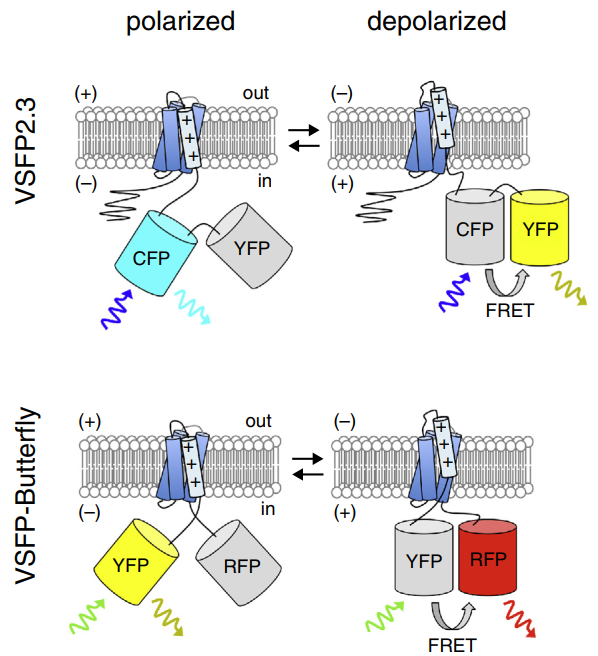 polarized
depolarized
VSFP2.3
(+)
out
+
+
+
(–)
in
CFP
YFP
(–)
+
+
+
(+)
CFP
YFP
FRET
VSFP-Butterfly
(+)
out
+
+
+
(–)
in
YFP
RFP
(–)
+
+
+
(+)
YFP
RFP
FRET